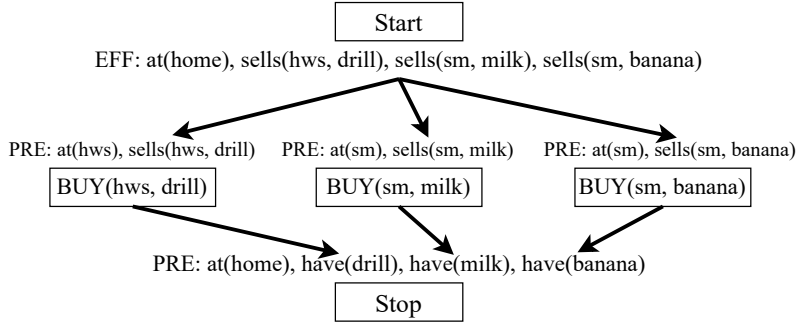 Start
EFF: at(home), sells(hws, drill), sells(sm, milk), sells(sm, banana)
PRE: at(hws), sells(hws, drill) PRE: at(sm), sells(sm, milk) PRE: at(sm), sells(sm, banana)
BUY(hws, drill) BUY(sm, milk) BUY(sm, banana)
PRE: at(home), have(drill), have(milk), have(banana)
Stop